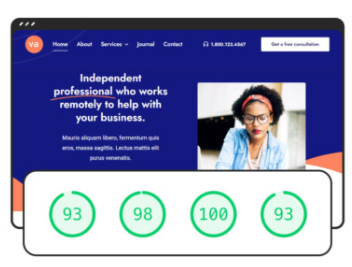 va
Home About Services Journal Contact 1.800.123.4567 Get a free consultation
Independent
professional who works
remotely to help with
your business.
Mauris aliquam libero, fermentum quis
eros, massa sagittis. Lectus mattis elit
purus venenatis.
93 98 100 93